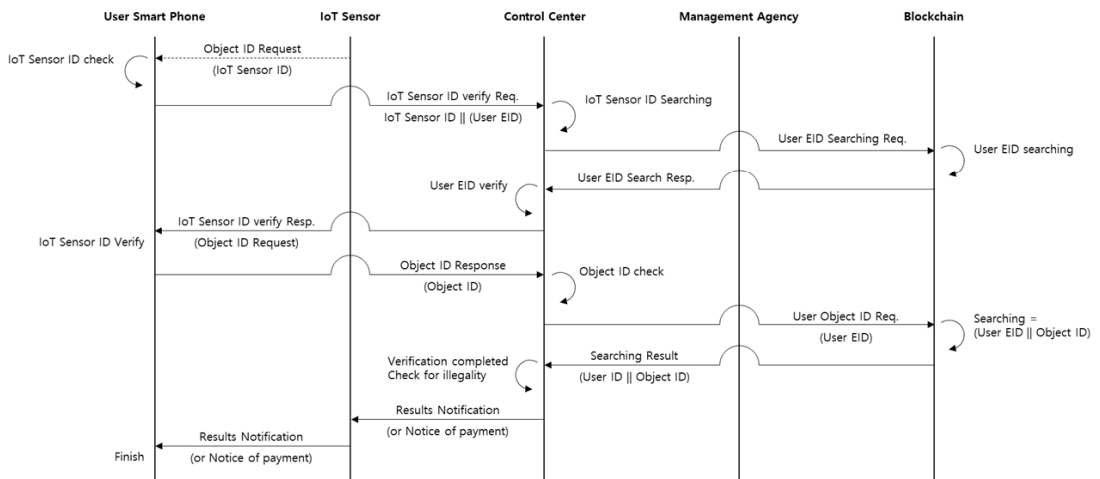 User Smart Phone
IoT Sensor
Control Center
Management Agency
Blockchain
Object ID Request
(IoT Sensor ID)
IoT Sensor ID check
IoT Sensor ID verify Req.
IoT Sensor ID || (User EID)
IoT Sensor ID Searching
User EID Searching Req.
User EID searching
User EID Search Resp.
User EID verify
IoT Sensor ID verify Resp.
(Object ID Request)
IoT Sensor ID Verify
Object ID Response
(Object ID)
Object ID check
User Object ID Req.
(User EID)
Searching =
(User EID || Object ID)
Searching Result
(User ID || Object ID)
Verification completed
Check for illegality
Results Notification
(or Notice of payment)
Results Notification
(or Notice of payment)
Finish